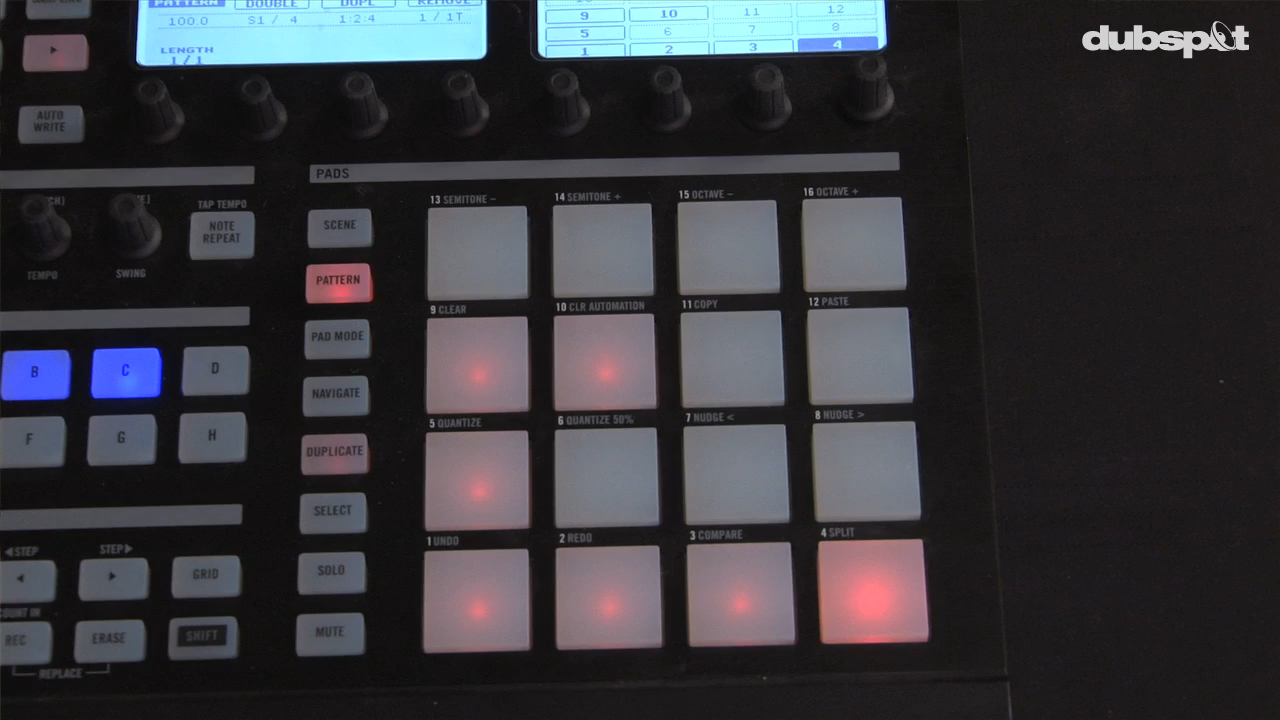 dubspot
PATTERN DOUBLE DUPL REMOVE
100.0 S1 / 4 1:2:4 1 / 1T
LENGTH
1/1
9 10 11 12
5 6 7 8
1 2 3 4
AUTO
WRITE
PADS
TAP TEMPO
NOTE
REPEAT
TEMPO
SWING
SCENE
PATTERN
PAD MODE
NAVIGATE
DUPLICATE
SELECT
SOLO
MUTE
13 SEMITONE -
14 SEMITONE +
15 OCTAVE -
16 OCTAVE +
9 CLEAR
10 CLR AUTOMATION
11 COPY
12 PASTE
5 QUANTIZE
6 QUANTIZE 50%
7 NUDGE <
8 NUDGE >
1 UNDO
2 REDO
3 COMPARE
4 SPLIT
B C D
F G H
◀STEP
STEP▶
GRID
COUNT IN
REC
ERASE
SHIFT
REPLACE